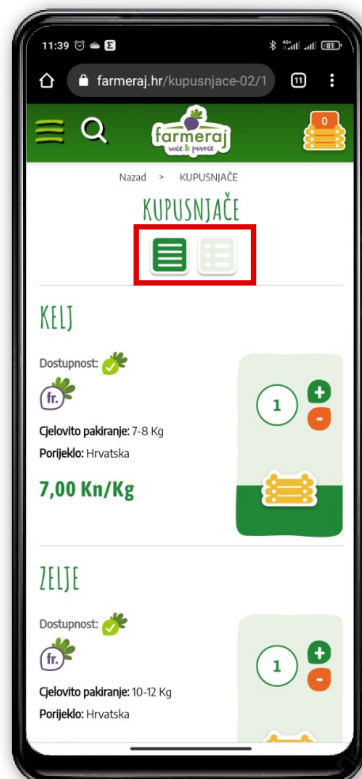 11:39
81
farmeraj.hr/kupusnjace-02/1
11
farmeraj
voće & povrće
0
Nazad > KUPUSNJAČE
KUPUSNJAČE
KELJ
Dostupnost:
fr.
1
+
-
Cjelovito pakiranje: 7-8 Kg
Porijeklo: Hrvatska
7,00 Kn/Kg
ZELJE
Dostupnost:
fr.
1
+
-
Cjelovito pakiranje: 10-12 Kg
Porijeklo: Hrvatska